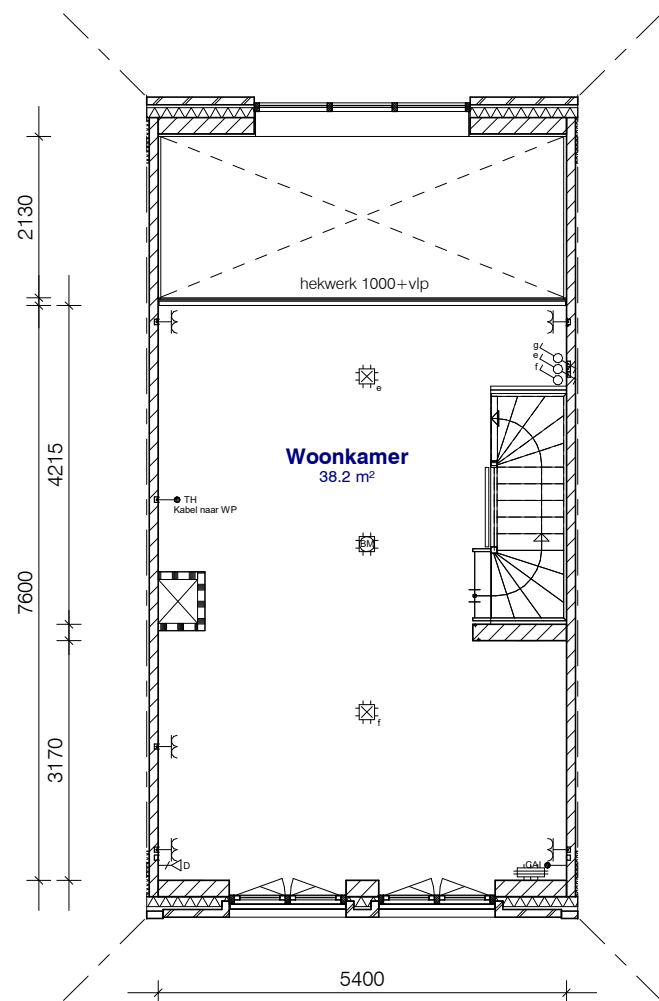 2130
hekwerk 1000+vlp
g
e
f
e
4215
Woonkamer
38.2 m²
TH
Kabel naar WP
BM
7600
f
3170
D
CAI
5400